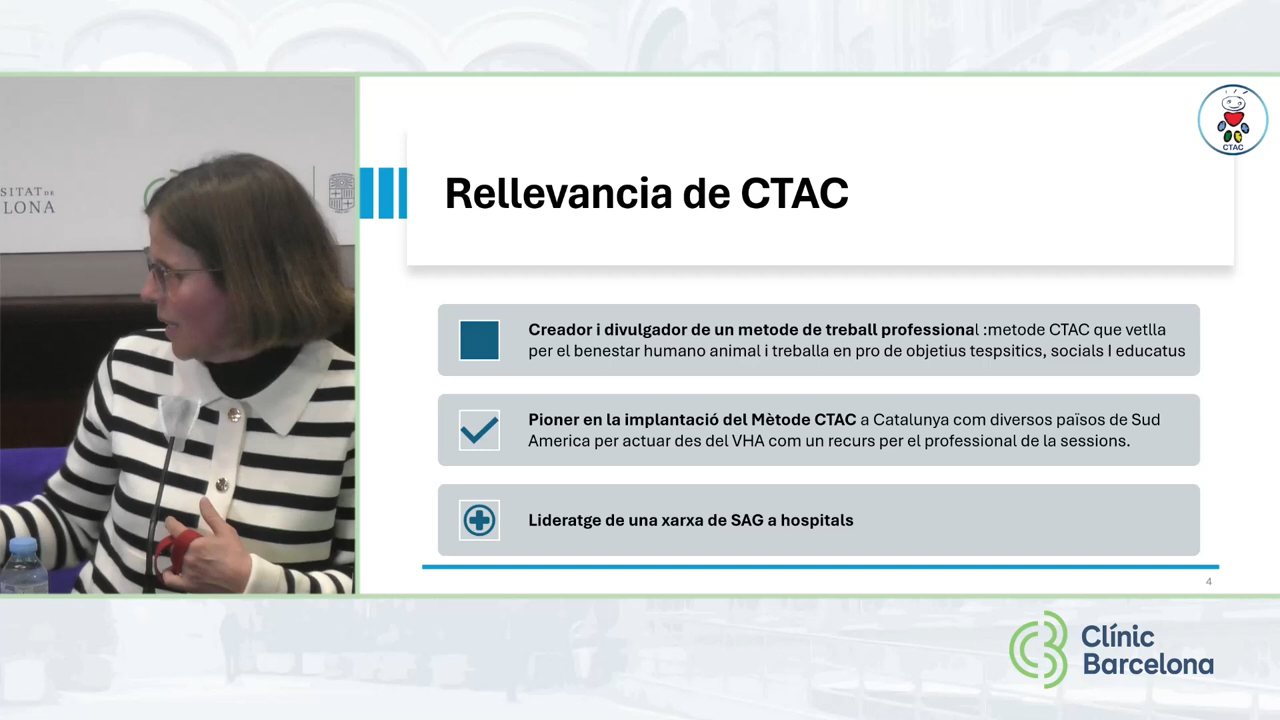 SITAT DE
LONA
CTAC
Rellevancia de CTAC
Creador i divulgador de un metode de treball professional :metode CTAC que vetlla
per el benestar humano animal i treballa en pro de objetius tespsitics, socials I educatus
Pioner en la implantació del Mètode CTAC a Catalunya com diversos països de Sud
America per actuar des del VHA com un recurs per el professional de la sessions.
Lideratge de una xarxa de SAG a hospitals
4
Clínic
Barcelona